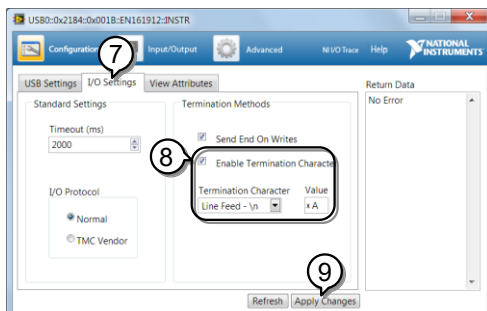 USB0::0x2184::0x001B::EN161912::INSTR
Configuration
7
Input/Output
Advanced
NI I/O Trace
Help
NATIONAL
INSTRUMENTS
USB Settings
I/O Settings
View Attributes
Return Data
Standard Settings
Termination Methods
No Error
Timeout (ms)
2000
Send End On Writes
8
Enable Termination Characte
I/O Protocol
Termination Character
Value
Line Feed - \n
x A
Normal
TMC Vendor
9
Refresh
Apply Changes